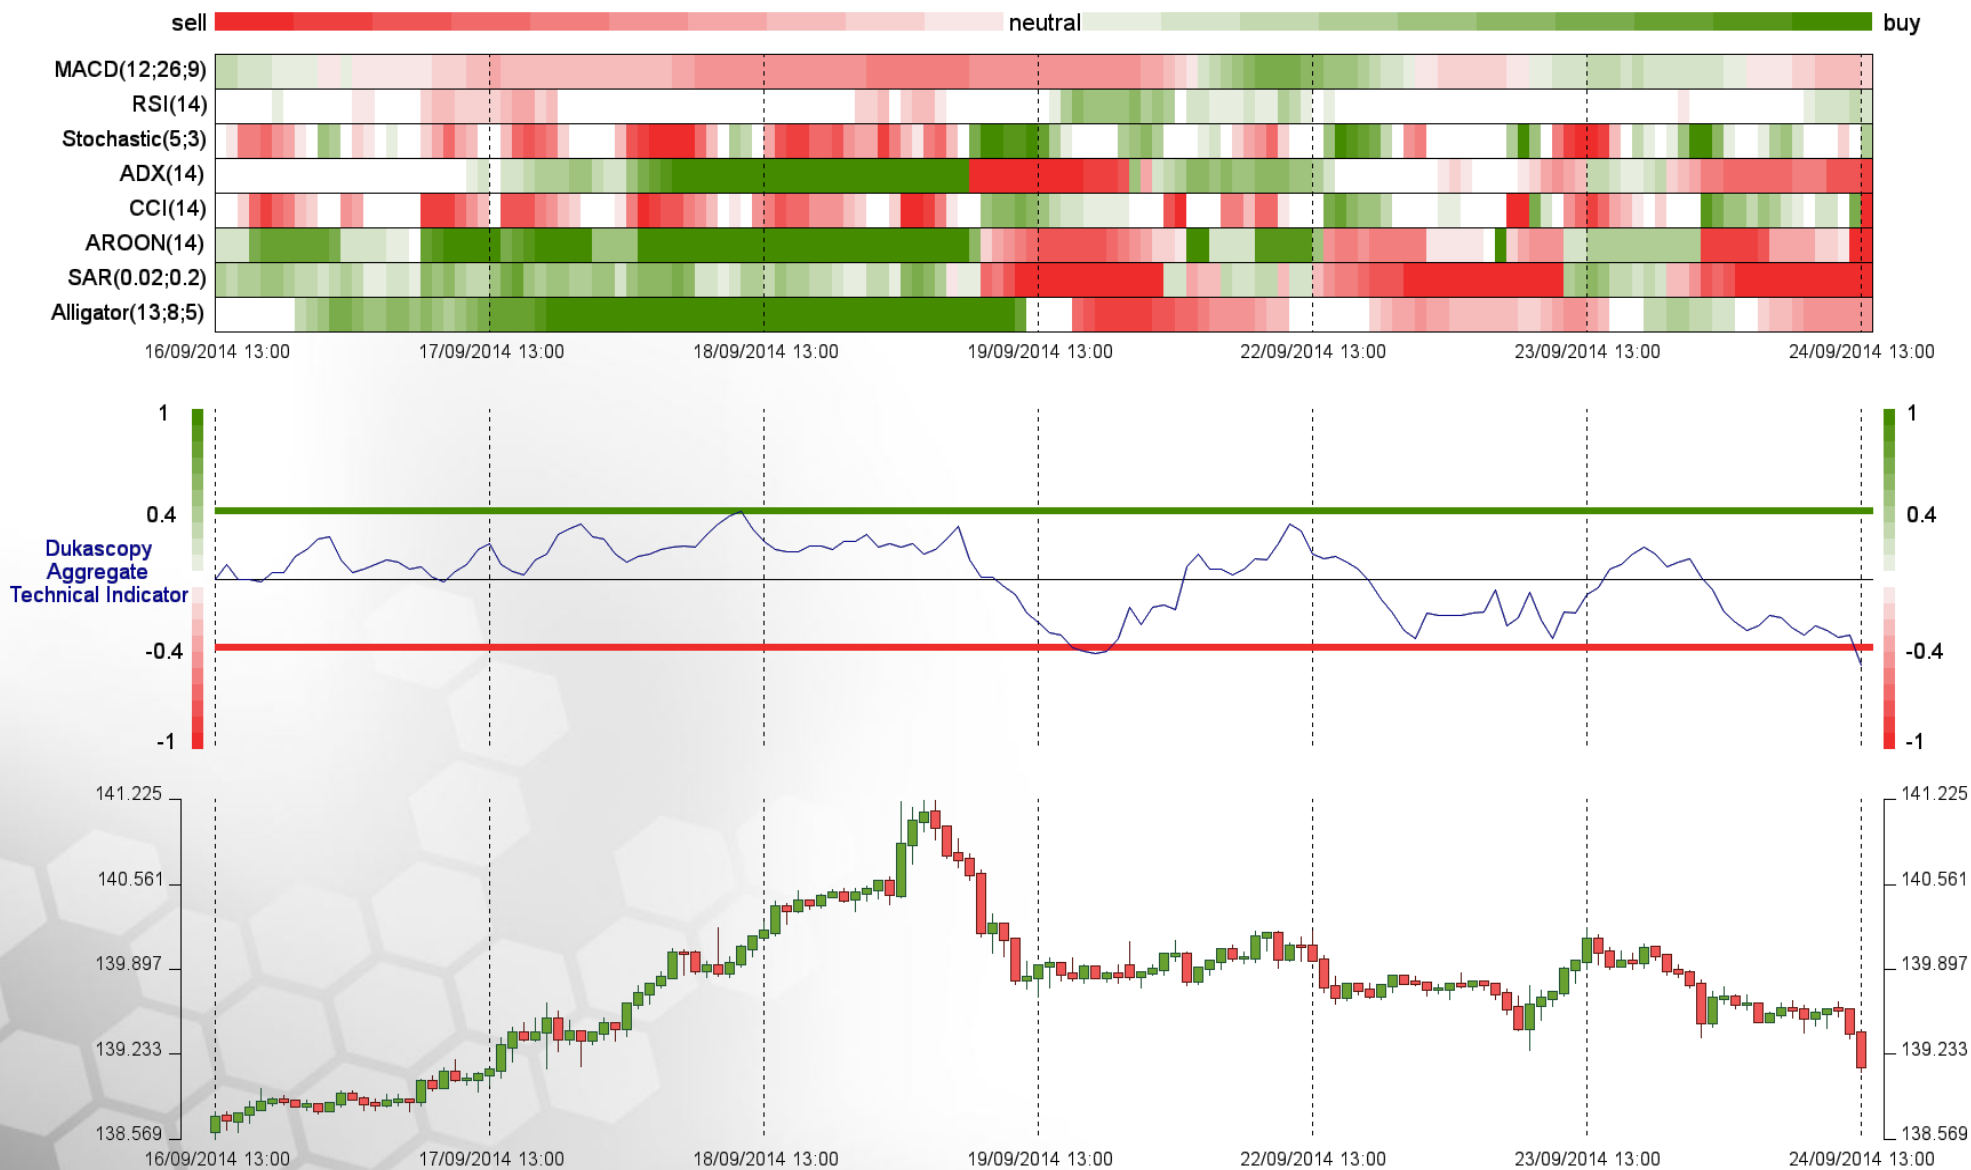 sell neutral buy
MACD(12;26;9)
RSI(14)
Stochastic(5;3)
ADX(14)
CCI(14)
AROON(14)
SAR(0.02;0.2)
Alligator(13;8;5)
16/09/2014 13:00 17/09/2014 13:00 18/09/2014 13:00 19/09/2014 13:00 22/09/2014 13:00 23/09/2014 13:00 24/09/2014 13:00
1 1
0.4 0.4
Dukascopy
Aggregate
Technical Indicator
-0.4 -0.4
-1 -1
141.225 141.225
140.561 140.561
139.897 139.897
139.233 139.233
138.569 138.569
16/09/2014 13:00 17/09/2014 13:00 18/09/2014 13:00 19/09/2014 13:00 22/09/2014 13:00 23/09/2014 13:00 24/09/2014 13:00